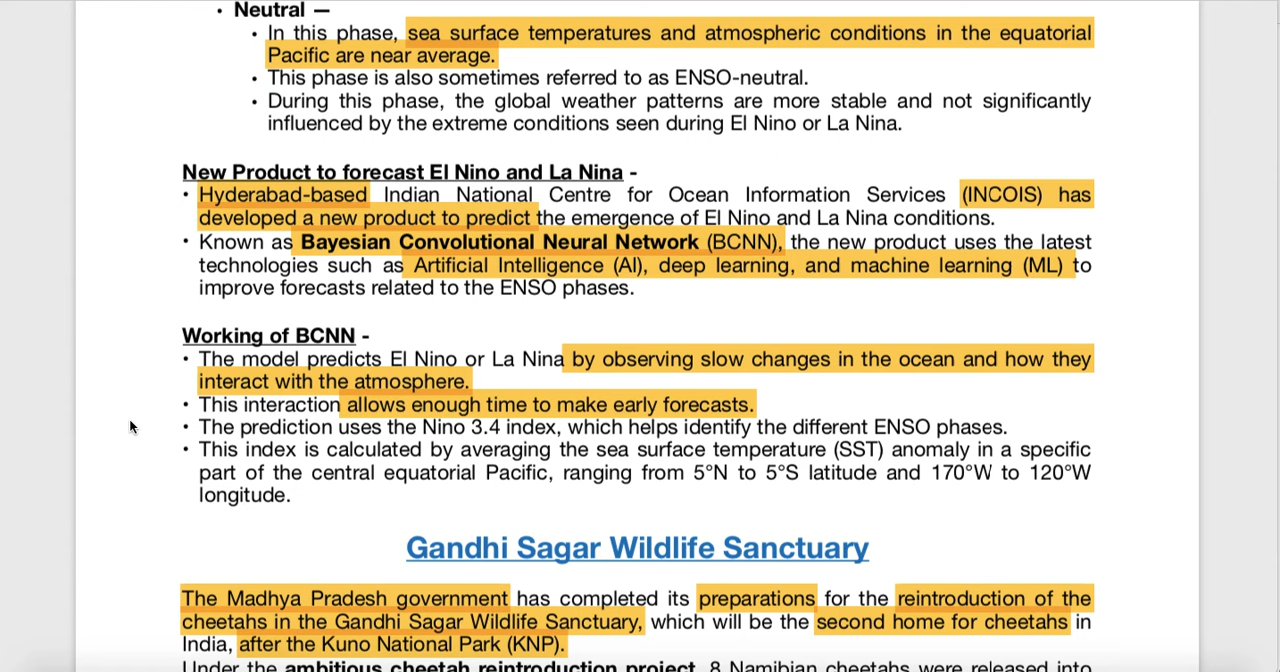 • Neutral —
• In this phase, sea surface temperatures and atmospheric conditions in the equatorial
Pacific are near average.
• This phase is also sometimes referred to as ENSO-neutral.
• During this phase, the global weather patterns are more stable and not significantly
influenced by the extreme conditions seen during El Nino or La Nina.
New Product to forecast El Nino and La Nina -
• Hyderabad-based Indian National Centre for Ocean Information Services (INCOIS) has
developed a new product to predict the emergence of El Nino and La Nina conditions.
• Known as Bayesian Convolutional Neural Network (BCNN), the new product uses the latest
technologies such as Artificial Intelligence (AI), deep learning, and machine learning (ML) to
improve forecasts related to the ENSO phases.
Working of BCNN -
• The model predicts El Nino or La Nina by observing slow changes in the ocean and how they
interact with the atmosphere.
• This interaction allows enough time to make early forecasts.
• The prediction uses the Nino 3.4 index, which helps identify the different ENSO phases.
• This index is calculated by averaging the sea surface temperature (SST) anomaly in a specific
part of the central equatorial Pacific, ranging from 5°N to 5°S latitude and 170°W to 120°W
longitude.
Gandhi Sagar Wildlife Sanctuary
The Madhya Pradesh government has completed its preparations for the reintroduction of the
cheetahs in the Gandhi Sagar Wildlife Sanctuary, which will be the second home for cheetahs in
India, after the Kuno National Park (KNP).
Under the ambitious cheetah reintroduction project, 8 Namibian cheetahs were released into